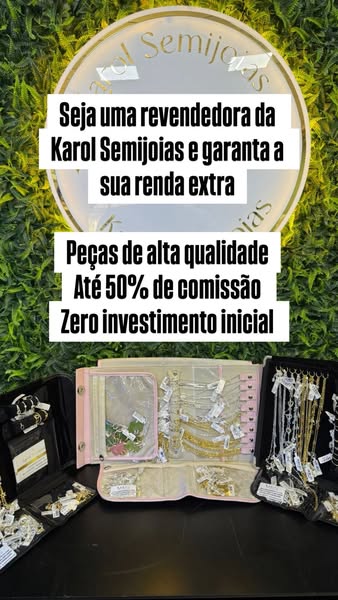 Karol Semijoias
Seja uma revendedora da
Karol Semijoias e garanta a
sua renda extra
Peças de alta qualidade
Até 50% de comissão
Zero investimento inicial